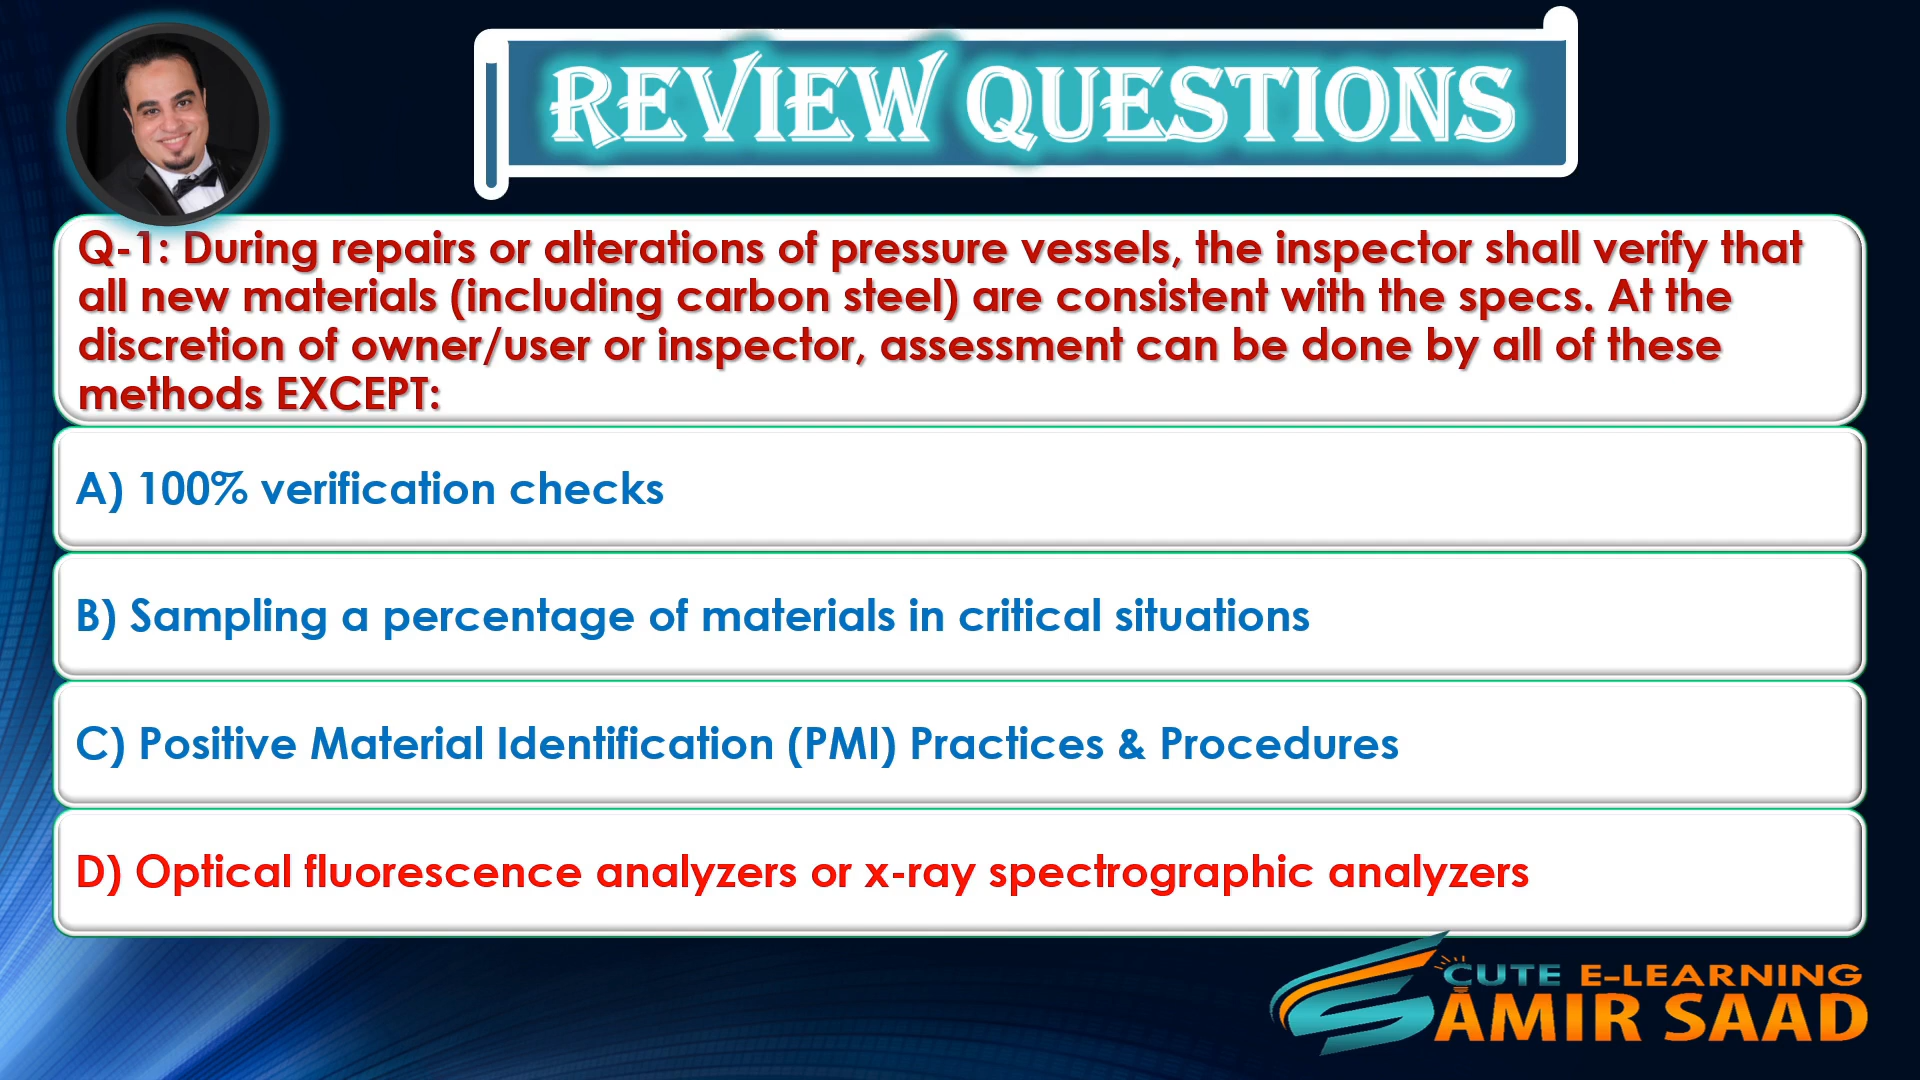 REVIEW QUESTIONS
Q-1: During repairs or alterations of pressure vessels, the inspector shall verify that
all new materials (including carbon steel) are consistent with the specs. At the
discretion of owner/user or inspector, assessment can be done by all of these
methods EXCEPT:
A) 100% verification checks
B) Sampling a percentage of materials in critical situations
C) Positive Material Identification (PMI) Practices & Procedures
D) Optical fluorescence analyzers or x-ray spectrographic analyzers
CUTE E-LEARNING
AMIR SAAD